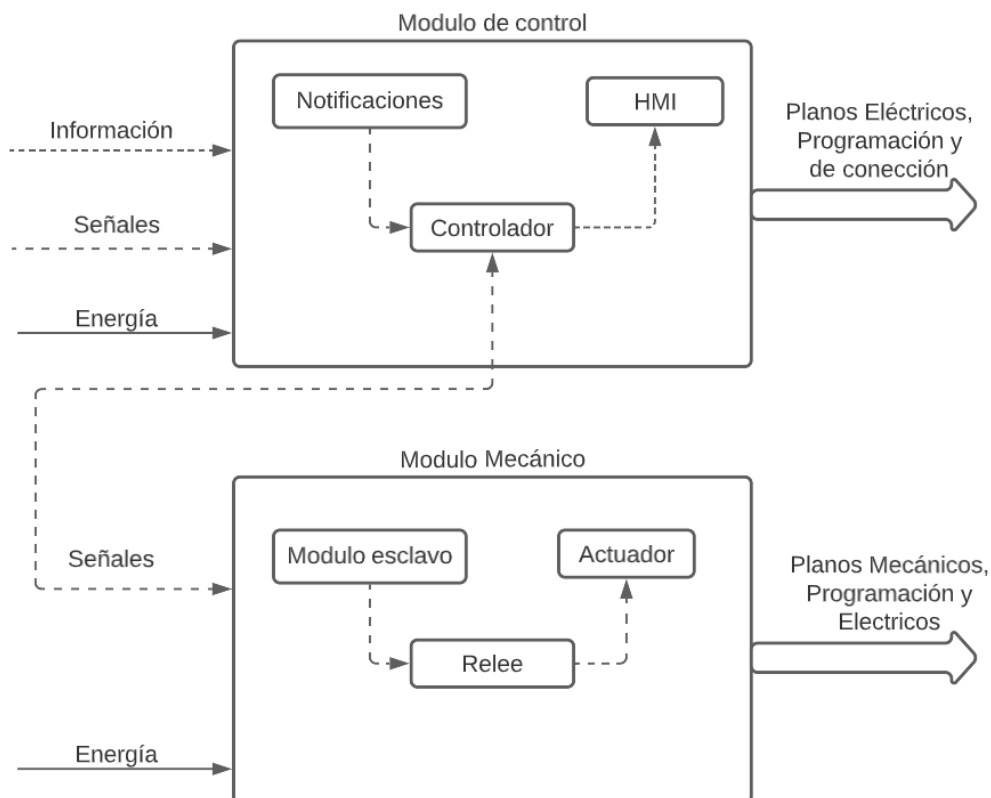 Modulo de control
Notificaciones
HMI
Información
Planos Eléctricos,
Programación y
de conección
Señales
Controlador
Energía
Modulo Mecánico
Señales
Modulo esclavo
Actuador
Planos Mecánicos,
Programación y
Electricos
Relee
Energía